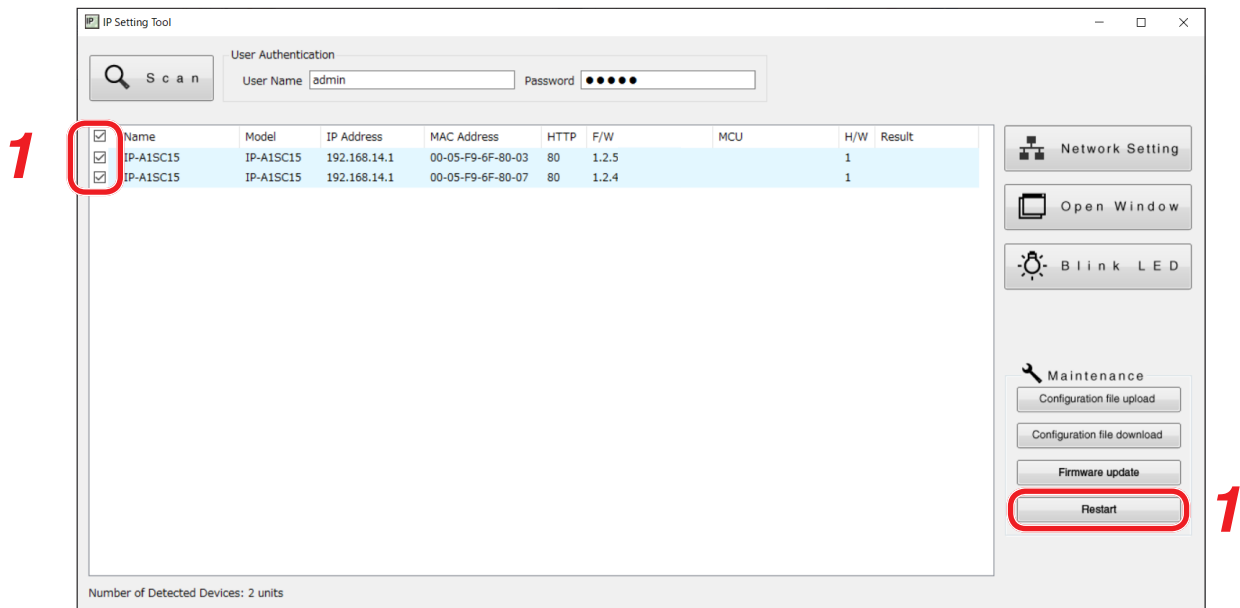 IP IP Setting Tool
Scan
User Authentication
User Name admin Password ●●●●●
1
Name Model IP Address MAC Address HTTP F/W MCU H/W Result
IP-A1SC15 IP-A1SC15 192.168.14.1 00-05-F9-6F-80-03 80 1.2.5 1
IP-A1SC15 IP-A1SC15 192.168.14.1 00-05-F9-6F-80-07 80 1.2.4 1
Network Setting
Open Window
Blink LED
Maintenance
Configuration file upload
Configuration file download
Firmware update
Restart
1
Number of Detected Devices: 2 units